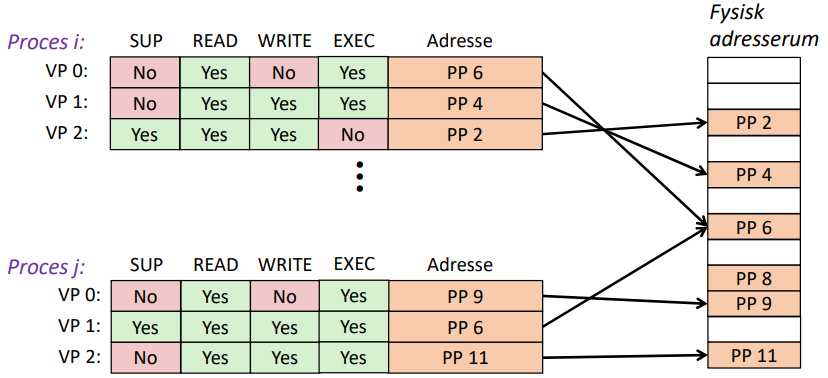 Proces i:
SUP READ WRITE EXEC Adresse
VP 0: No Yes No Yes PP 6
VP 1: No Yes Yes Yes PP 4
VP 2: Yes Yes Yes No PP 2
Proces j:
SUP READ WRITE EXEC Adresse
VP 0: No Yes No Yes PP 9
VP 1: Yes Yes Yes Yes PP 6
VP 2: No Yes Yes Yes PP 11
Fysisk
adresserum
PP 2
PP 4
PP 6
PP 8
PP 9
PP 11